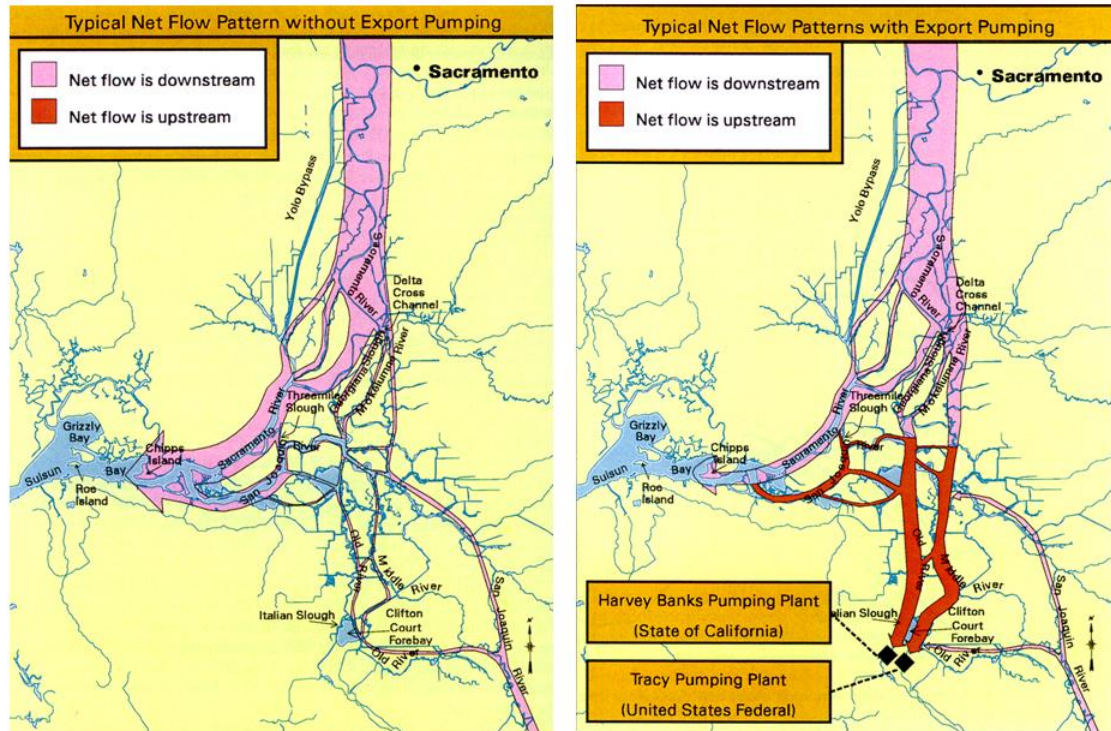 Typical Net Flow Pattern without Export Pumping
Net flow is downstream
Net flow is upstream
Sacramento
Yolo Bypass
Sacramento
River
Delta
Cross
Channel
Georgiana Slough
Mokelumne River
Threemile
Slough
River
Sacramento
River
San Joaquin
Grizzly
Bay
Chipps
Island
Suisun
Bay
Roe
Island
Old
River
Middle
River
Italian Slough
Clifton
Court
Forebay
Old
River
San Joaquin
River
Typical Net Flow Patterns with Export Pumping
Net flow is downstream
Net flow is upstream
Sacramento
Yolo Bypass
Sacramento
River
Delta
Cross
Channel
Georgiana Slough
Mokelumne River
Threemile
Slough
River
Sacramento
River
San Joaquin
Grizzly
Bay
Chipps
Island
Suisun
Bay
Roe
Island
Old
River
Middle
River
alian Slough
Clifton
Court
Forebay
Old
River
San Joaquin
River
Harvey Banks Pumping Plant
(State of California)
Tracy Pumping Plant
(United States Federal)